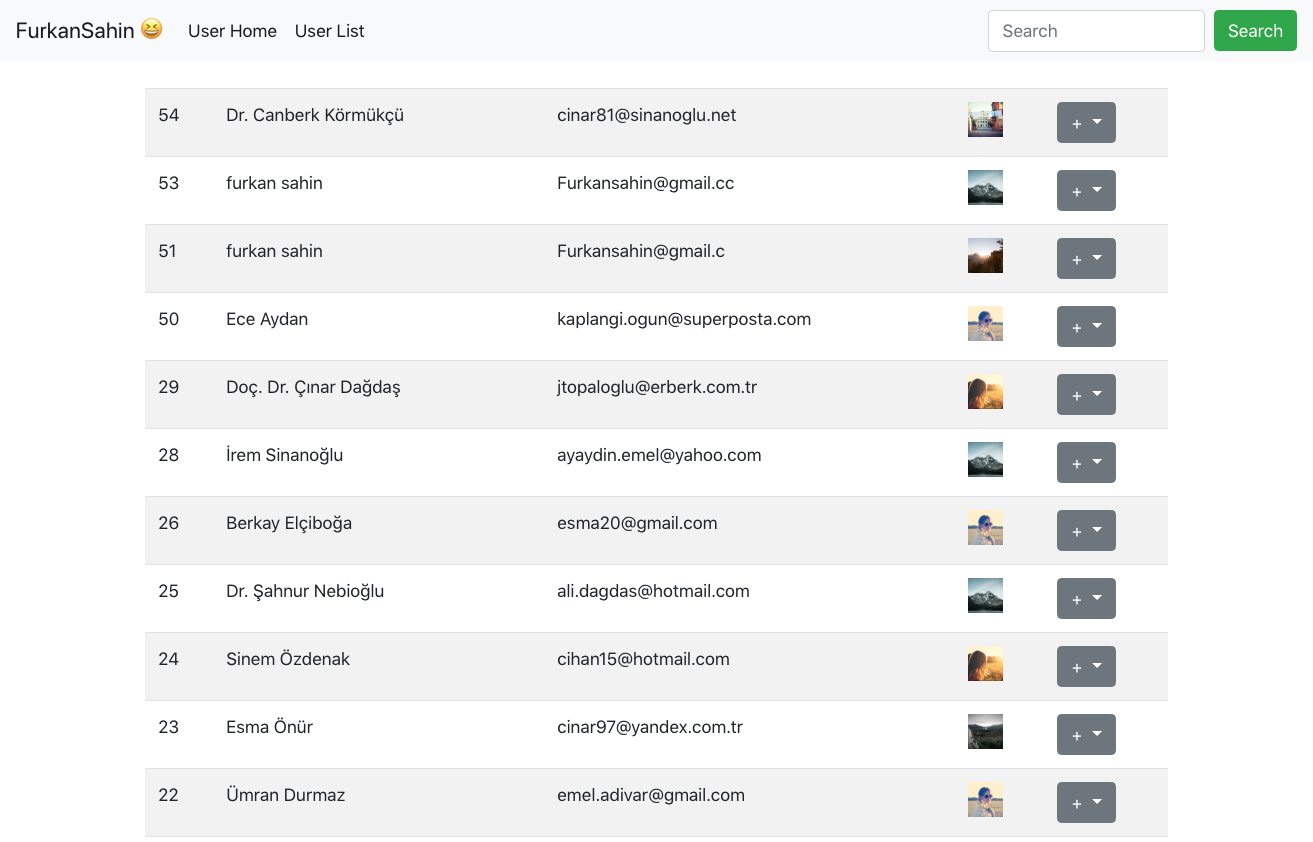 FurkanSahin 😆 User Home User List Search Search
54 Dr. Canberk Körmükçü cinar81@sinanoglu.net +
53 furkan sahin Furkansahin@gmail.cc +
51 furkan sahin Furkansahin@gmail.c +
50 Ece Aydan kaplangi.ogun@superposta.com +
29 Doç. Dr. Çınar Dağdaş jtopaloglu@erberk.com.tr +
28 İrem Sinanoğlu ayaydin.emel@yahoo.com +
26 Berkay Elçiboğa esma20@gmail.com +
25 Dr. Şahnur Nebioğlu ali.dagdas@hotmail.com +
24 Sinem Özdenak cihan15@hotmail.com +
23 Esma Önür cinar97@yandex.com.tr +
22 Ümran Durmaz emel.adivar@gmail.com +